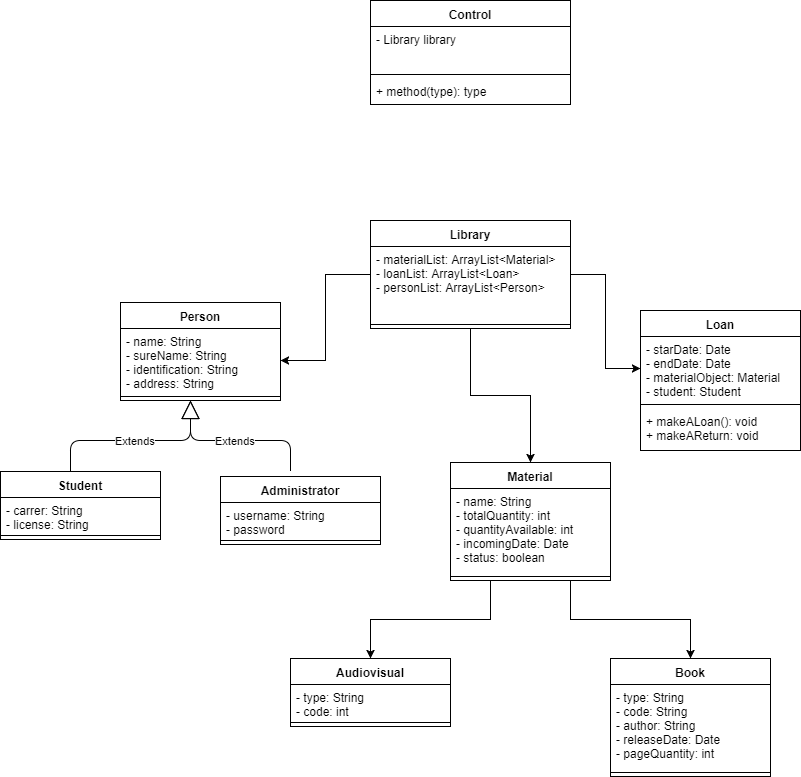 Control
- Library library
+ method(type): type
Library
- materialList: ArrayList<Material>
- loanList: ArrayList<Loan>
- personList: ArrayList<Person>
Person
- name: String
- sureName: String
- identification: String
- address: String
Loan
- starDate: Date
- endDate: Date
- materialObject: Material
- student: Student
+ makeALoan(): void
+ makeAReturn: void
Extends
Extends
Student
- carrer: String
- license: String
Administrator
- username: String
- password
Material
- name: String
- totalQuantity: int
- quantityAvailable: int
- incomingDate: Date
- status: boolean
Audiovisual
- type: String
- code: int
Book
- type: String
- code: String
- author: String
- releaseDate: Date
- pageQuantity: int